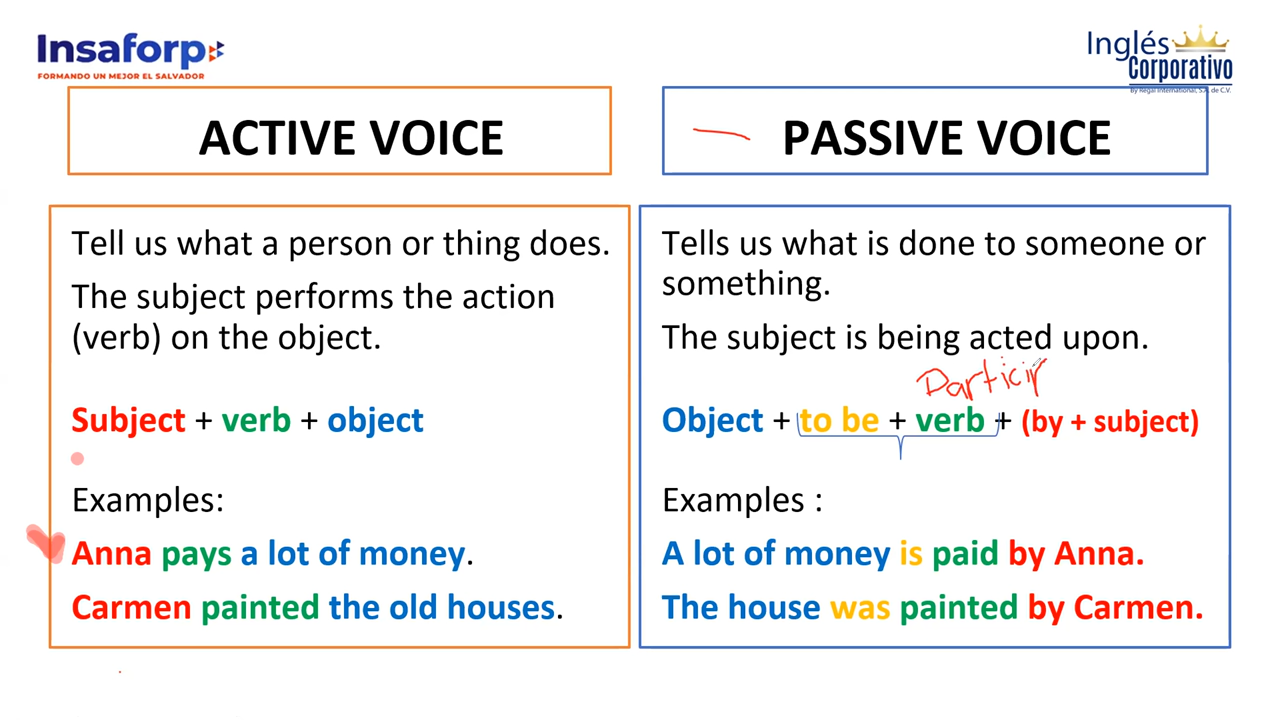 Insaforp
FORMANDO UN MEJOR EL SALVADOR
Inglés
Corporativo
By Regal International, S.A. de C.V.
ACTIVE VOICE
PASSIVE VOICE
Tell us what a person or thing does.
The subject performs the action
(verb) on the object.
Subject + verb + object
Examples:
Anna pays a lot of money.
Carmen painted the old houses.
Tells us what is done to someone or
something.
The subject is being acted upon.
Particip
Object + to be + verb + (by + subject)
Examples :
A lot of money is paid by Anna.
The house was painted by Carmen.